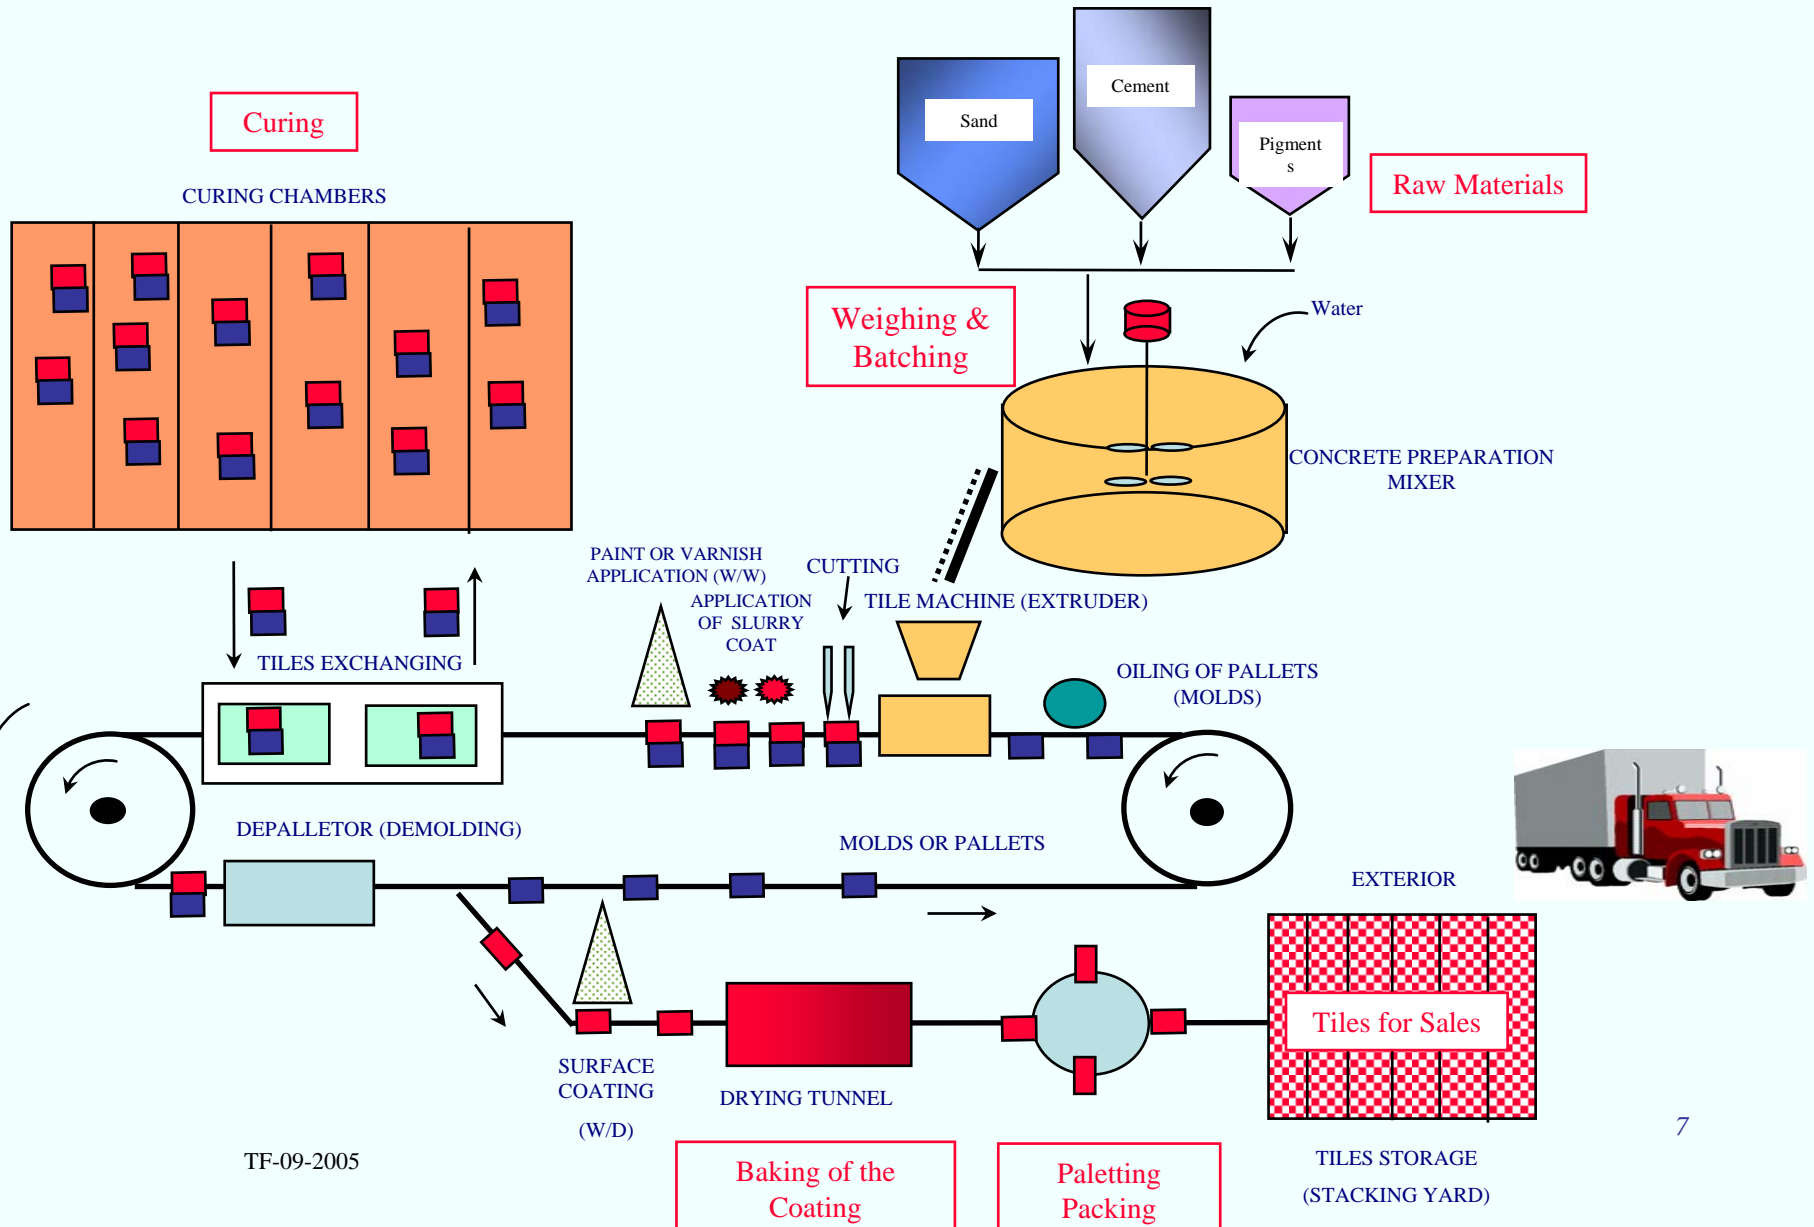 Cement
Sand
Pigment
s
Curing
Raw Materials
CURING CHAMBERS
Weighing &
Batching
Water
CONCRETE PREPARATION
MIXER
PAINT OR VARNISH
APPLICATION (W/W)
CUTTING
APPLICATION
OF SLURRY
COAT
TILE MACHINE (EXTRUDER)
TILES EXCHANGING
OILING OF PALLETS
(MOLDS)
DEPALLETOR (DEMOLDING)
MOLDS OR PALLETS
EXTERIOR
Tiles for Sales
SURFACE
COATING
(W/D)
DRYING TUNNEL
TILES STORAGE
(STACKING YARD)
Baking of the
Coating
Paletting
Packing
TF-09-2005
7